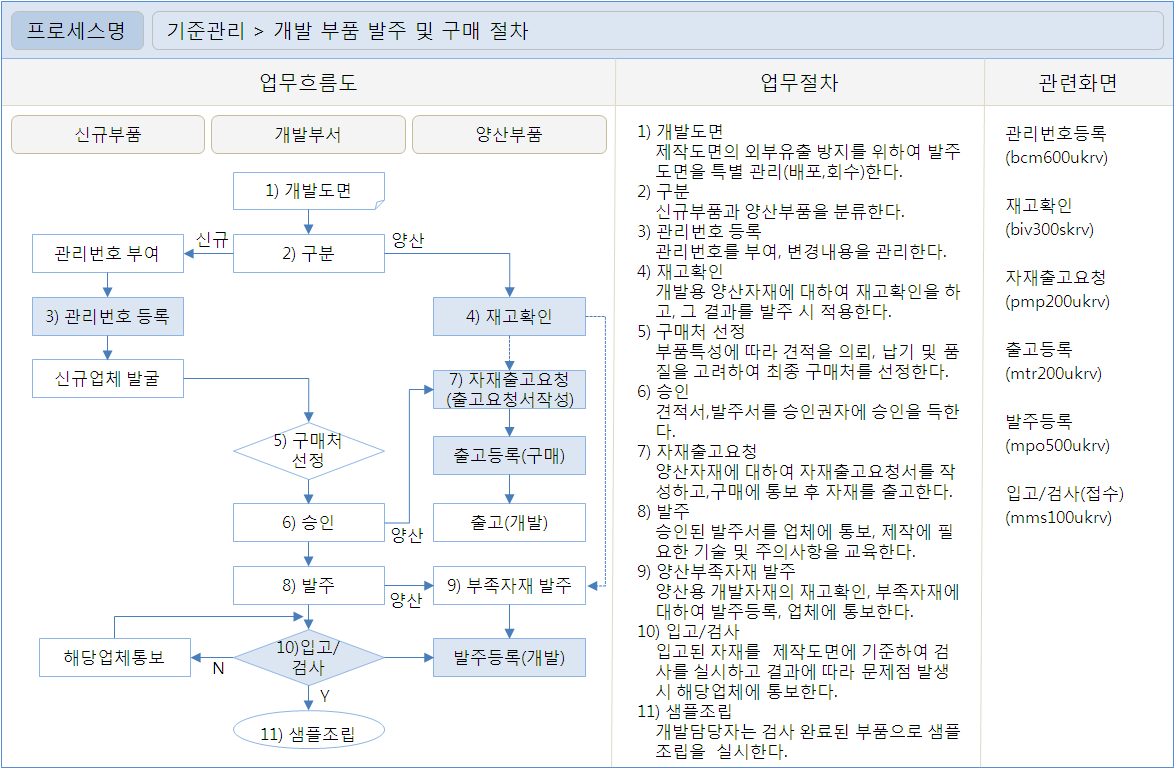 프로세스명
기준관리 > 개발 부품 발주 및 구매 절차
업무흐름도
업무절차
관련화면
신규부품
개발부서
양산부품
1) 개발도면
신규
양산
관리번호 부여
2) 구분
3) 관리번호 등록
4) 재고확인
신규업체 발굴
7) 자재출고요청
(출고요청서작성)
5) 구매처
선정
출고등록(구매)
6) 승인
양산
출고(개발)
8) 발주
양산
9) 부족자재 발주
해당업체통보
N
10)입고/
검사
발주등록(개발)
Y
11) 샘플조립
1) 개발도면
제작도면의 외부유출 방지를 위하여 발주
도면을 특별 관리(배포,회수)한다.
2) 구분
신규부품과 양산부품을 분류한다.
3) 관리번호 등록
관리번호를 부여, 변경내용을 관리한다.
4) 재고확인
개발용 양산자재에 대하여 재고확인을 하
고, 그 결과를 발주 시 적용한다.
5) 구매처 선정
부품특성에 따라 견적을 의뢰, 납기 및 품
질을 고려하여 최종 구매처를 선정한다.
6) 승인
견적서,발주서를 승인권자에 승인을 득한
다.
7) 자재출고요청
양산자재에 대하여 자재출고요청서를 작
성하고,구매에 통보 후 자재를 출고한다.
8) 발주
승인된 발주서를 업체에 통보, 제작에 필
요한 기술 및 주의사항을 교육한다.
9) 양산부족자재 발주
양산용 개발자재의 재고확인, 부족자재에
대하여 발주등록, 업체에 통보한다.
10) 입고/검사
입고된 자재를 제작도면에 기준하여 검
사를 실시하고 결과에 따라 문제점 발생
시 해당업체에 통보한다.
11) 샘플조립
개발담당자는 검사 완료된 부품으로 샘플
조립을 실시한다.
관리번호등록
(bcm600ukrv)
재고확인
(biv300skrv)
자재출고요청
(pmp200ukrv)
출고등록
(mtr200ukrv)
발주등록
(mpo500ukrv)
입고/검사(접수)
(mms100ukrv)